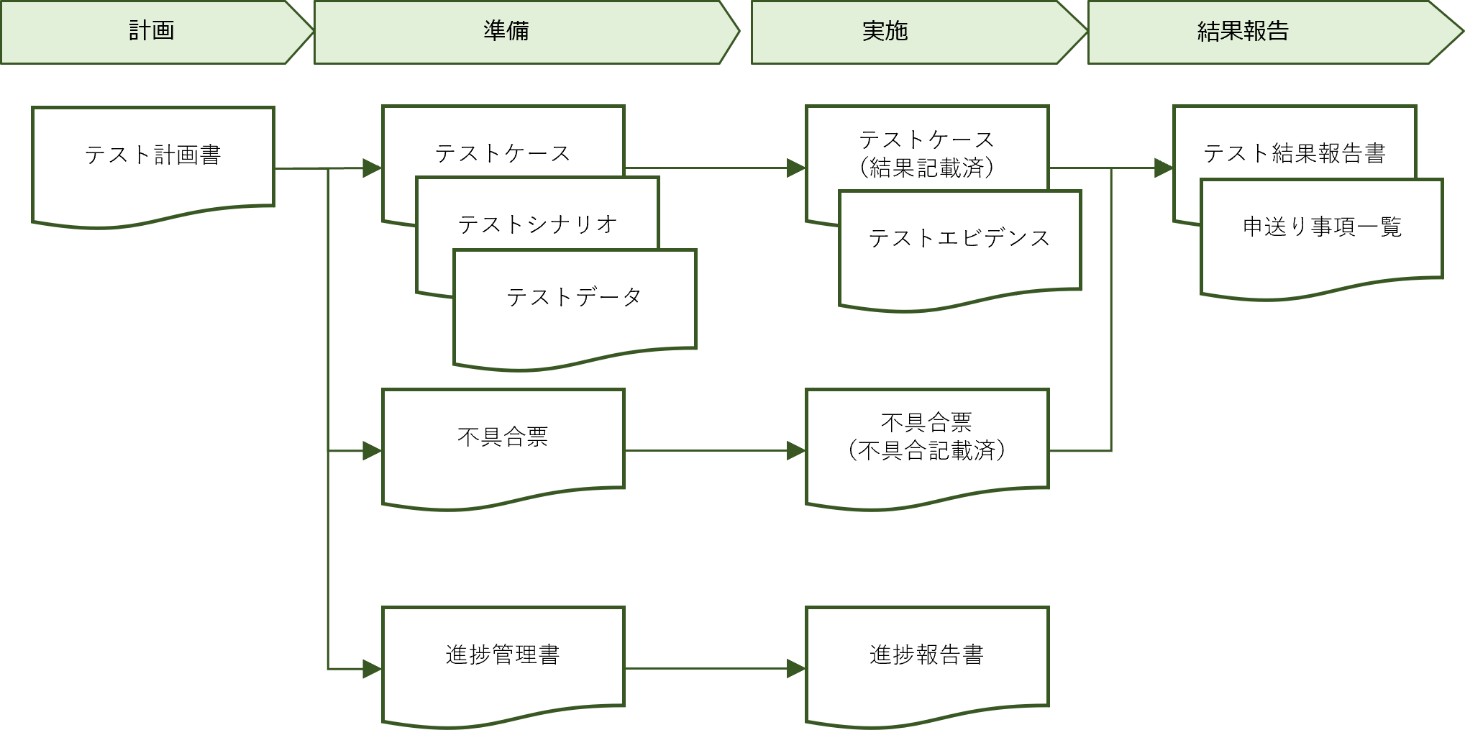 計画
準備
実施
結果報告
テスト計画書
テストケース
テストシナリオ
テストデータ
テストケース
（結果記載済）
テストエビデンス
テスト結果報告書
申送り事項一覧
不具合票
不具合票
（不具合記載済）
進捗管理書
進捗報告書